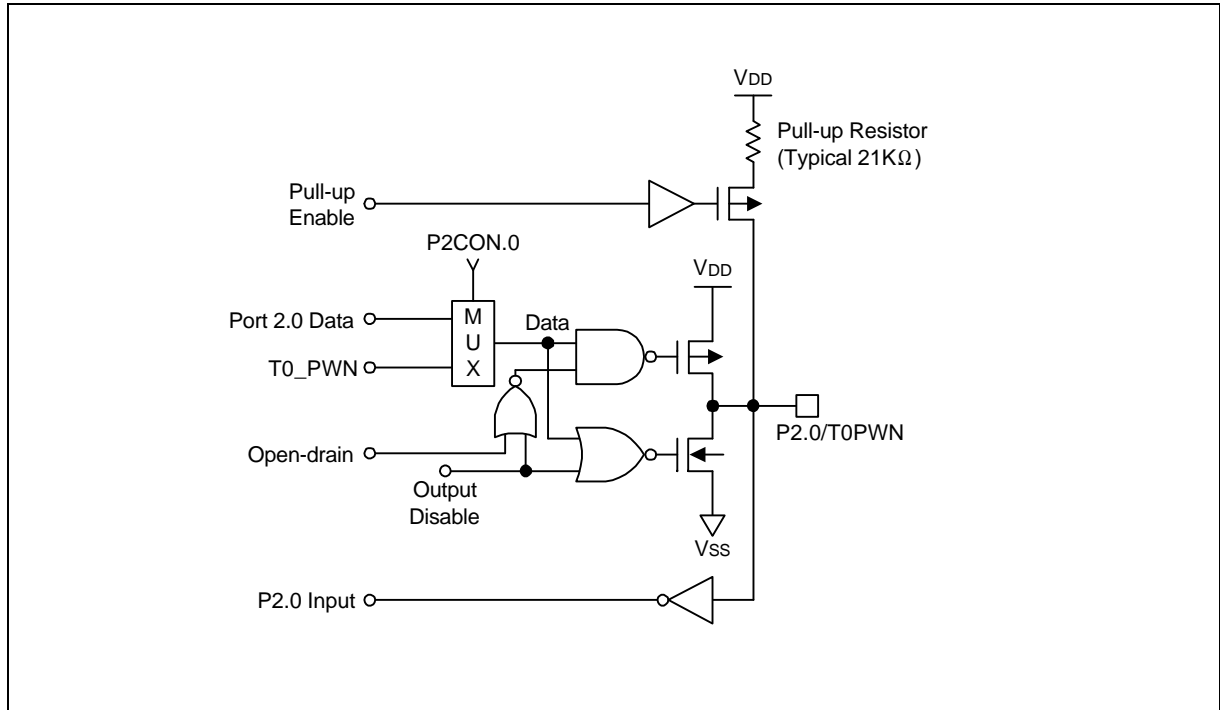 VDD
Pull-up Resistor
(Typical 21KΩ)
Pull-up
Enable
P2CON.0
VDD
Port 2.0 Data
M
U
X
Data
T0_PWN
P2.0/T0PWN
Open-drain
Output
Disable
VSS
P2.0 Input